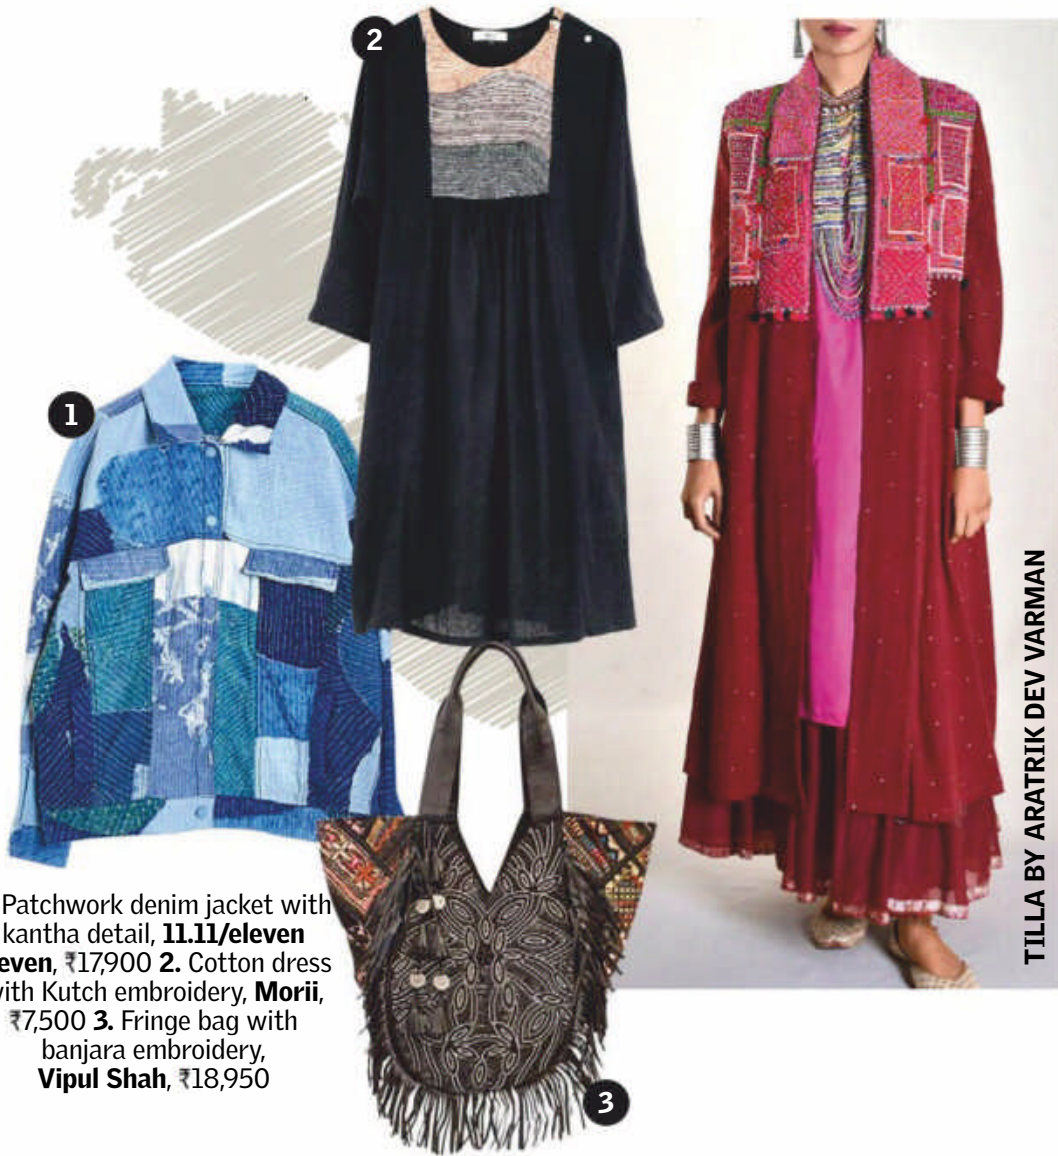 2
1
TILLA BY ARATRIK DEV VARMAN
Patchwork denim jacket with
kantha detail, 11.11/eleven
even, ₹17,900 2. Cotton dress
with Kutch embroidery, Morii,
₹7,500 3. Fringe bag with
banjara embroidery,
Vipul Shah, ₹18,950
3